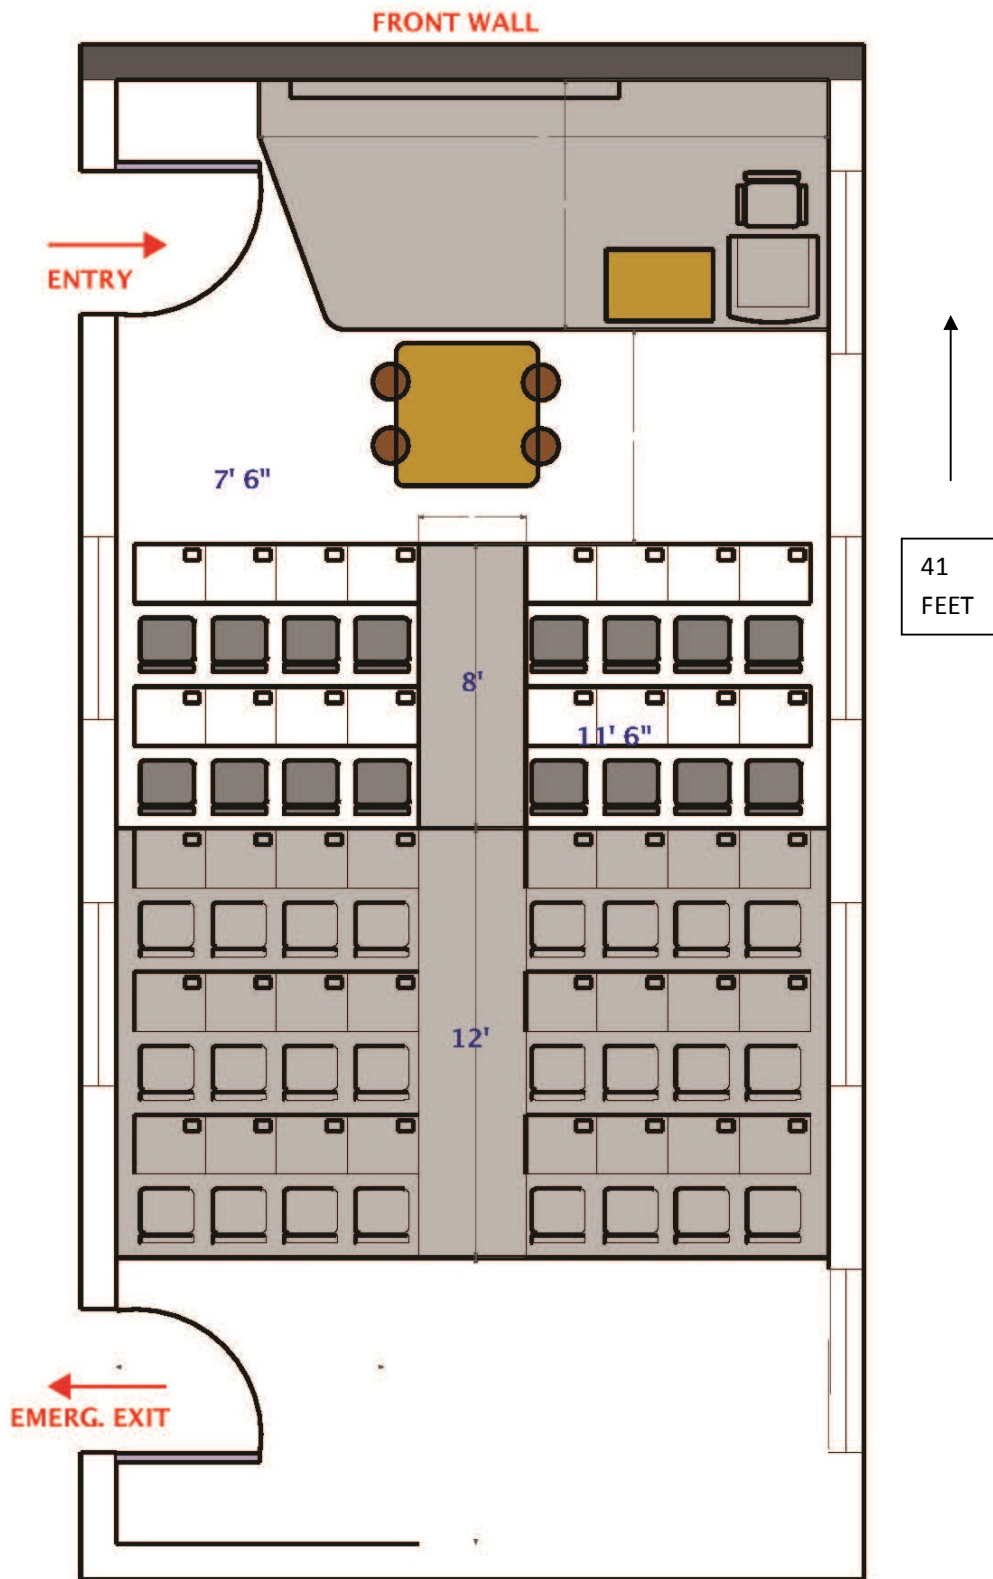 FRONT WALL
ENTRY
7' 6"
41
FEET
8'
11' 6"
12'
EMERG. EXIT